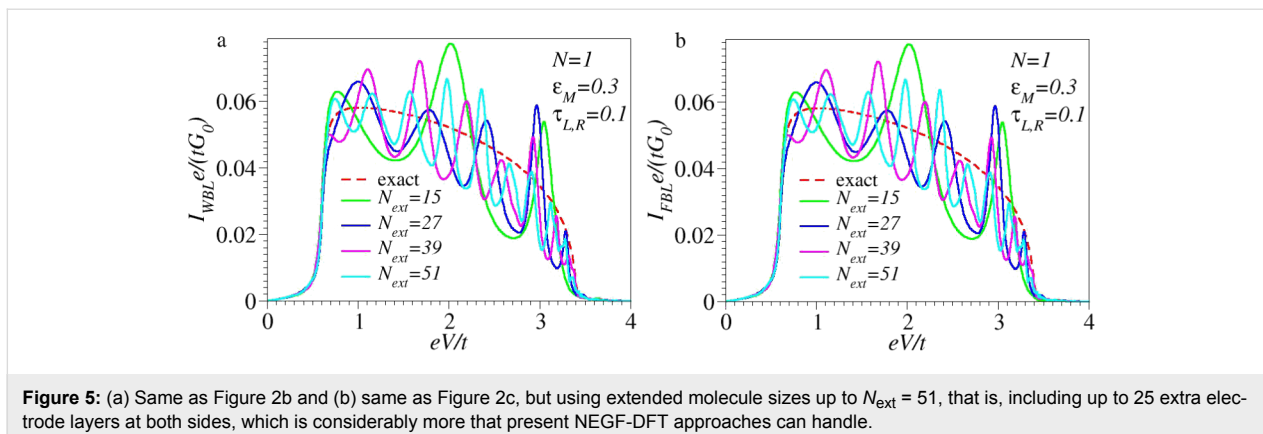 a
I_WBL e/(tG_0)
0.06
0.04
0.02
0
N=1
ε_M=0.3
τ_L,R=0.1
exact
N_ext=15
N_ext=27
N_ext=39
N_ext=51
0 1 2 3 4
eV/t
b
I_FBL e/(tG_0)
0.06
0.04
0.02
0
N=1
ε_M=0.3
τ_L,R=0.1
exact
N_ext=15
N_ext=27
N_ext=39
N_ext=51
0 1 2 3 4
eV/t
Figure 5: (a) Same as Figure 2b and (b) same as Figure 2c, but using extended molecule sizes up to N_ext = 51, that is, including up to 25 extra elec-
trode layers at both sides, which is considerably more that present NEGF-DFT approaches can handle.